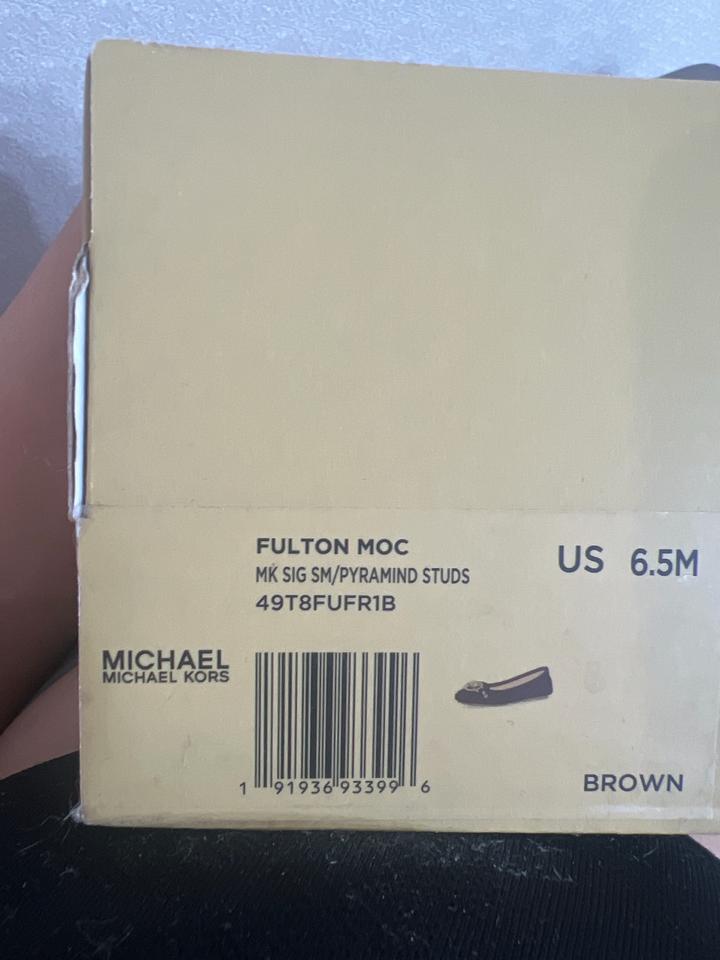 FULTON MOC
MK SIG SM/PYRAMIND STUDS
49T8FUFR1B
US 6.5M
MICHAEL
MICHAEL KORS
1 91936 93399 6
BROWN